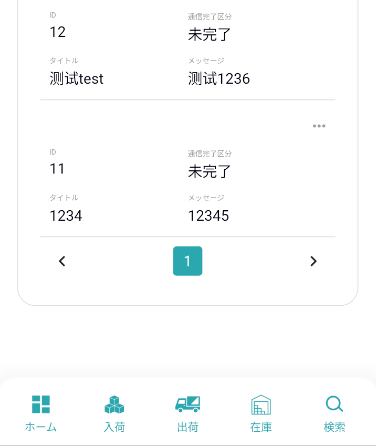 ID 通信完了区分
12 未完了
タイトル メッセージ
测试test 测试1236
ID 通信完了区分
11 未完了
タイトル メッセージ
1234 12345
1
ホーム 入荷 出荷 在庫 検索